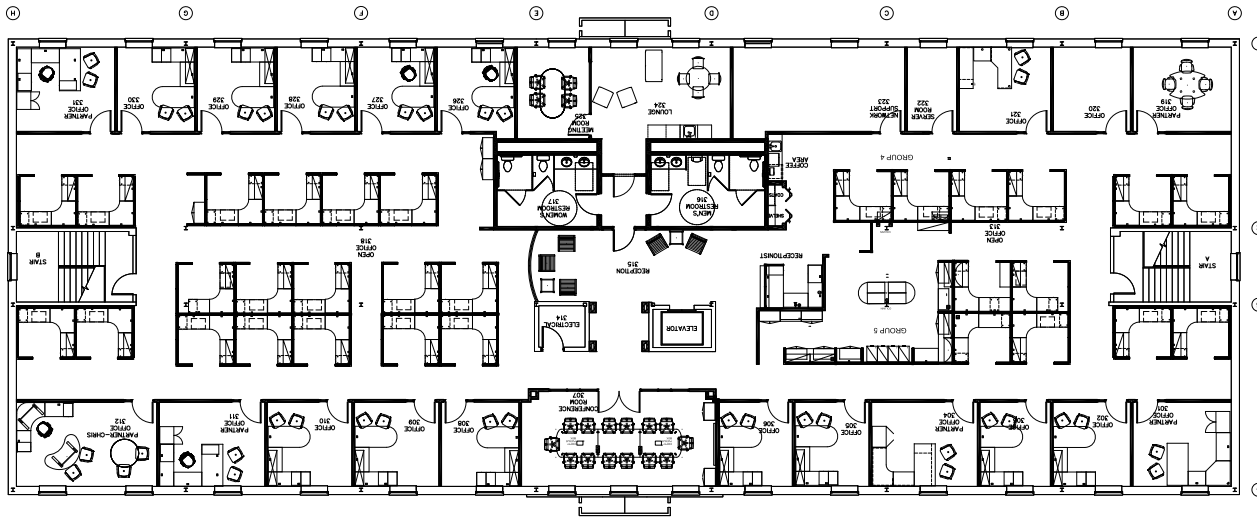 PARTNER
OFFICE
301
OFFICE
302
OFFICE
PARTNER
OFFICE
304
OFFICE
305
OFFICE
306
CONFERENCE
ROOM
307
OFFICE
308
OFFICE
309
OFFICE
310
PARTNER
OFFICE
311
PARTNER-CHRIS
OFFICE
312
GROUP 5
ELEVATOR
ELECTRICAL
314
STAIR
A
OPEN
OFFICE
313
RECEPTIONIST
RECEPTION
315
OPEN
OFFICE
318
STAIR
B
SHELVES
COATS
MEN'S
RESTROOM
316
WOMEN'S
RESTROOM
317
GROUP 4
COFFEE
AREA
PARTNER
OFFICE
319
OFFICE
320
OFFICE
321
SERVER
ROOM
322
NETWORK
SUPPORT
323
LOUNGE
324
MEETING
ROOM
325
OFFICE
326
OFFICE
327
OFFICE
328
OFFICE
329
OFFICE
330
PARTNER
OFFICE
331
A
B
C
D
E
F
G
H